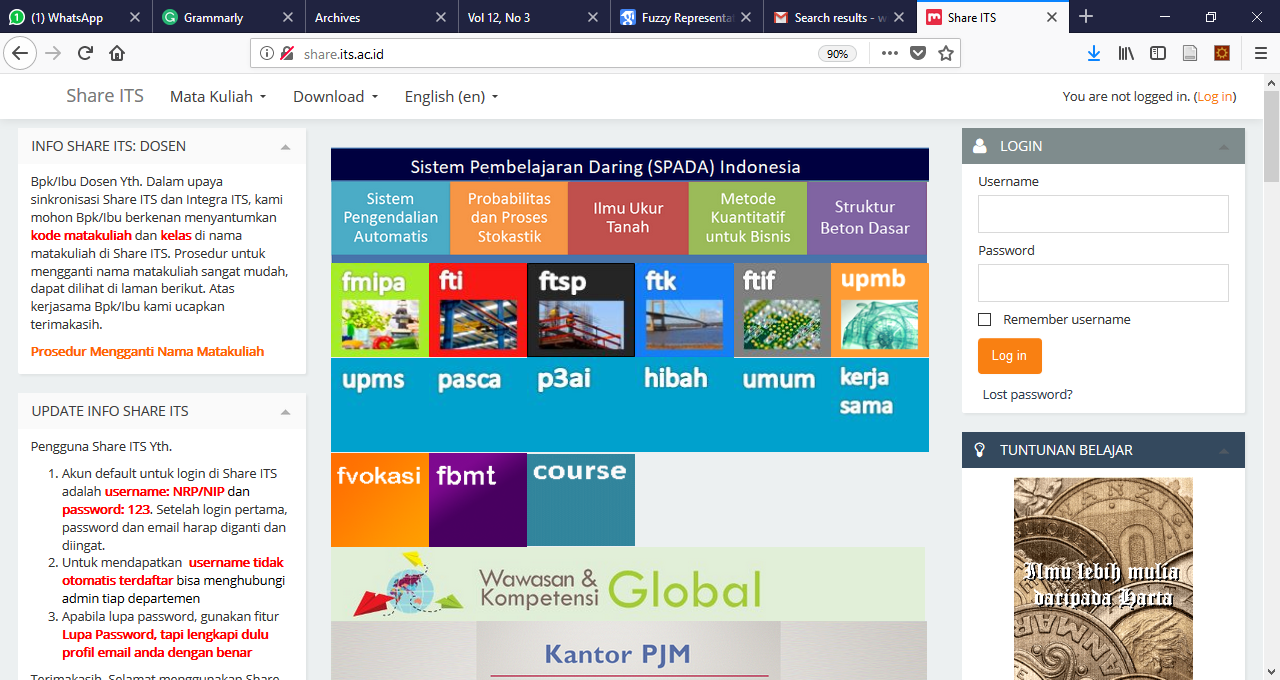 (1) WhatsApp
Grammarly
Archives
Vol 12, No 3
Fuzzy Representa
Search results - w
Share ITS
share.its.ac.id
90%
Share ITS
Mata Kuliah
Download
English (en)
You are not logged in. (Log in)
INFO SHARE ITS: DOSEN
Bpk/Ibu Dosen Yth. Dalam upaya
sinkronisasi Share ITS dan Integra ITS, kami
mohon Bpk/Ibu berkenan menyantumkan
kode matakuliah dan kelas di nama
matakuliah di Share ITS. Prosedur untuk
mengganti nama matakuliah sangat mudah,
dapat dilihat di laman berikut. Atas
kerjasama Bpk/Ibu kami ucapkan
terimakasih.
Prosedur Mengganti Nama Matakuliah
UPDATE INFO SHARE ITS
Pengguna Share ITS Yth.
1. Akun default untuk login di Share ITS
adalah username: NRP/NIP dan
password: 123. Setelah login pertama,
password dan email harap diganti dan
diingat.
2. Untuk mendapatkan username tidak
otomatis terdaftar bisa menghubungi
admin tiap departemen
3. Apabila lupa password, gunakan fitur
Lupa Password, tapi lengkapi dulu
profil email anda dengan benar
Terimakasih. Selamat menggunakan Share
Sistem Pembelajaran Daring (SPADA) Indonesia
Sistem
Pengendalian
Automatis
Probabilitas
dan Proses
Stokastik
Ilmu Ukur
Tanah
Metode
Kuantitatif
untuk Bisnis
Struktur
Beton Dasar
fmipa
fti
ftsp
ftk
ftif
upmb
upms
pasca
p3ai
hibah
umum
kerja
sama
fvokasi
fbmt
course
Wawasan &
Kompetensi
Global
Kantor PJM
LOGIN
Username
Password
Remember username
Log in
Lost password?
TUNTUNAN BELAJAR
Ilmu lebih mulia
daripada Harta